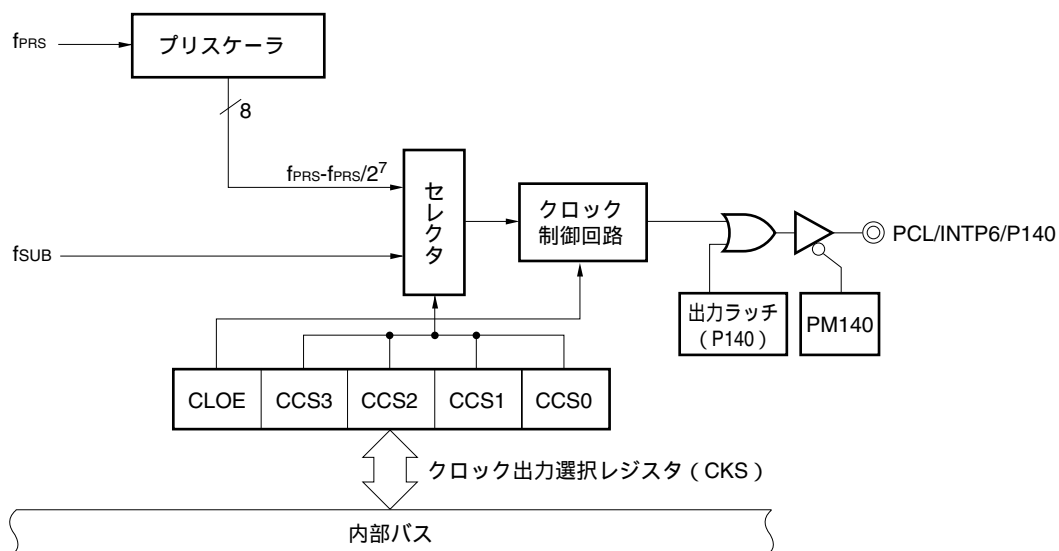 fPRS
プリスケーラ
8
fPRS-fPRS/2⁷
セレクタ
クロック
制御回路
PCL/INTP6/P140
fSUB
出力ラッチ
（P140）
PM140
CLOE
CCS3
CCS2
CCS1
CCS0
クロック出力選択レジスタ（CKS）
内部バス